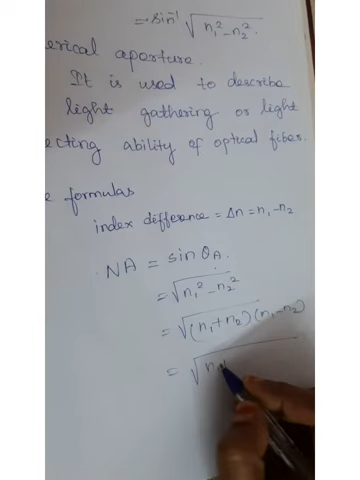 = sin⁻¹ √(n₁² - n₂²)
erical aperture.
It is used to describe
light gathering or light
ecting ability of optical fiber.
e formulas
index difference = Δn = n₁ - n₂
NA = sin θA.
= √(n₁² - n₂²)
= √((n₁ + n₂) (n₁ - n₂))
= √n